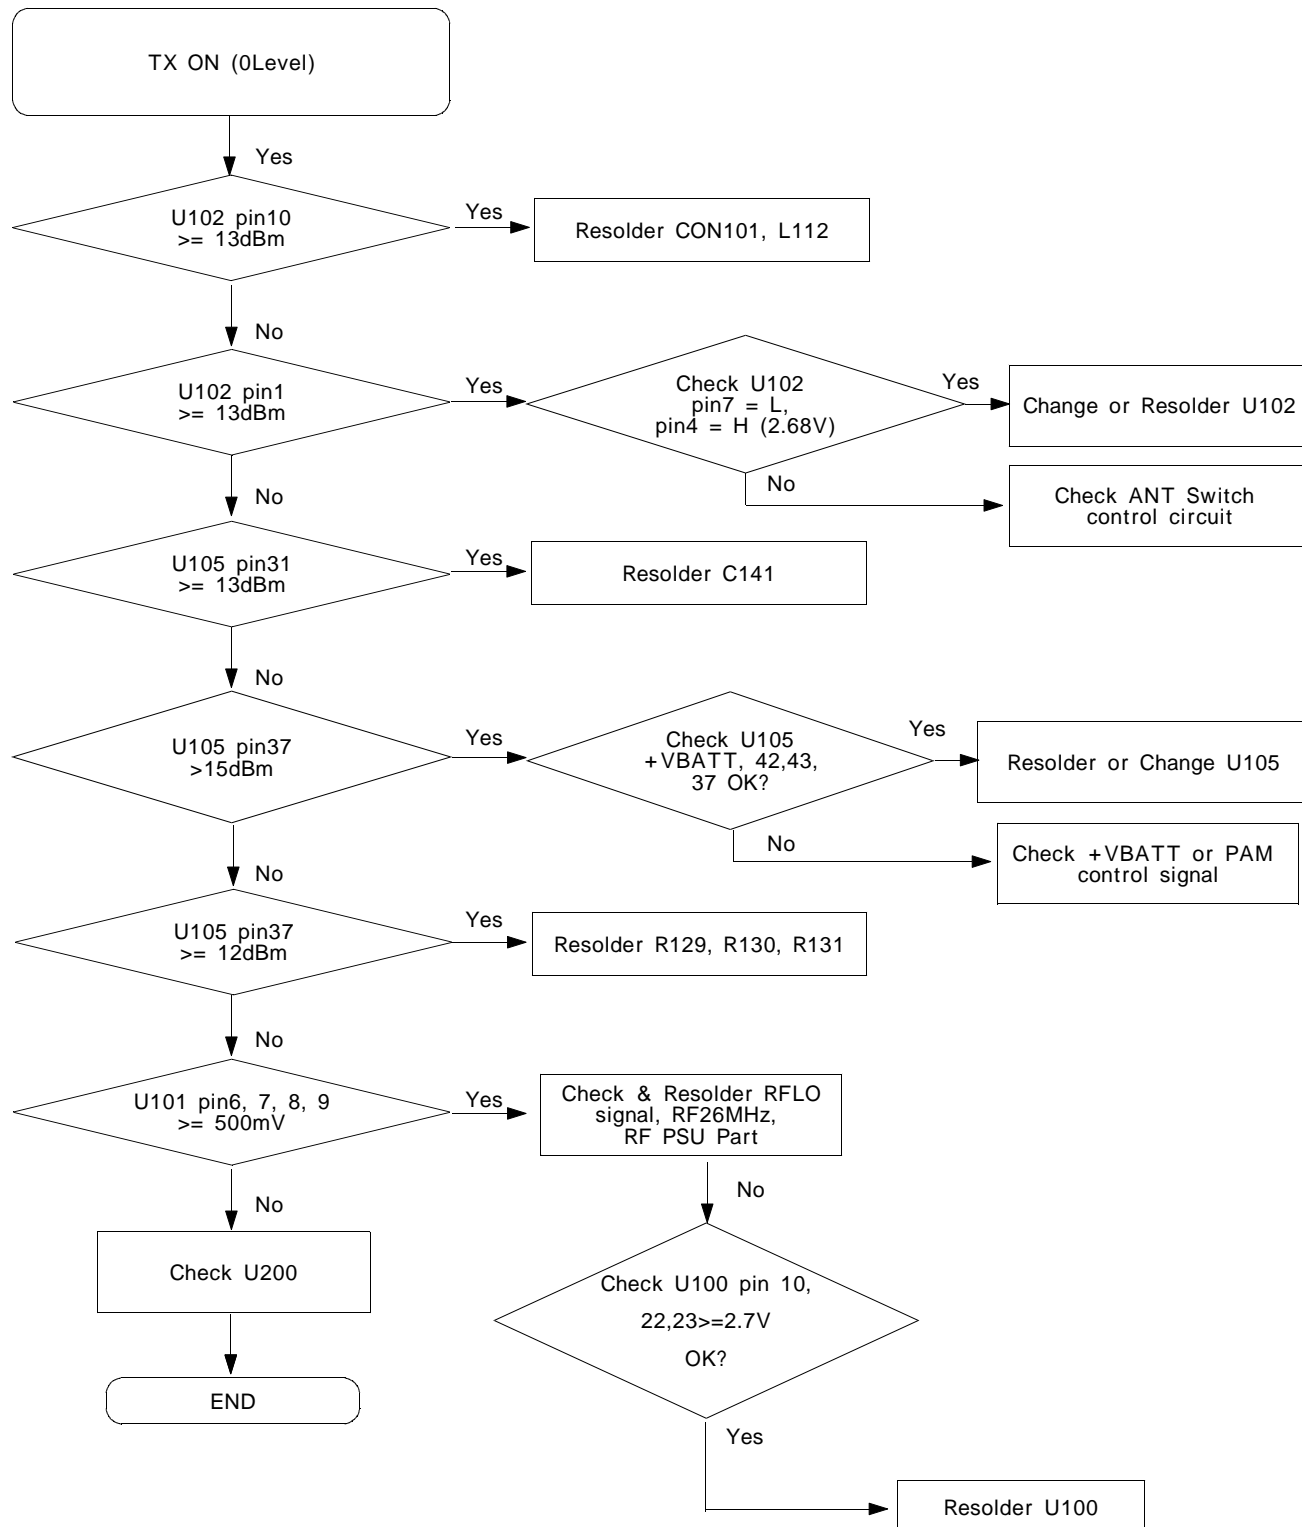 TX ON (0Level)
Yes
U102 pin10
>= 13dBm
Yes
Resolder CON101, L112
No
U102 pin1
>= 13dBm
Yes
Check U102
pin7 = L,
pin4 = H (2.68V)
Yes
Change or Resolder U102
No
Check ANT Switch
control circuit
No
U105 pin31
>= 13dBm
Yes
Resolder C141
No
U105 pin37
>15dBm
Yes
Check U105
+VBATT, 42,43,
37 OK?
Yes
Resolder or Change U105
No
Check +VBATT or PAM
control signal
No
U105 pin37
>= 12dBm
Yes
Resolder R129, R130, R131
No
U101 pin6, 7, 8, 9
>= 500mV
Yes
Check & Resolder RFLO
signal, RF26MHz,
RF PSU Part
No
No
Check U200
Check U100 pin 10,
22,23>=2.7V
OK?
END
Yes
Resolder U100